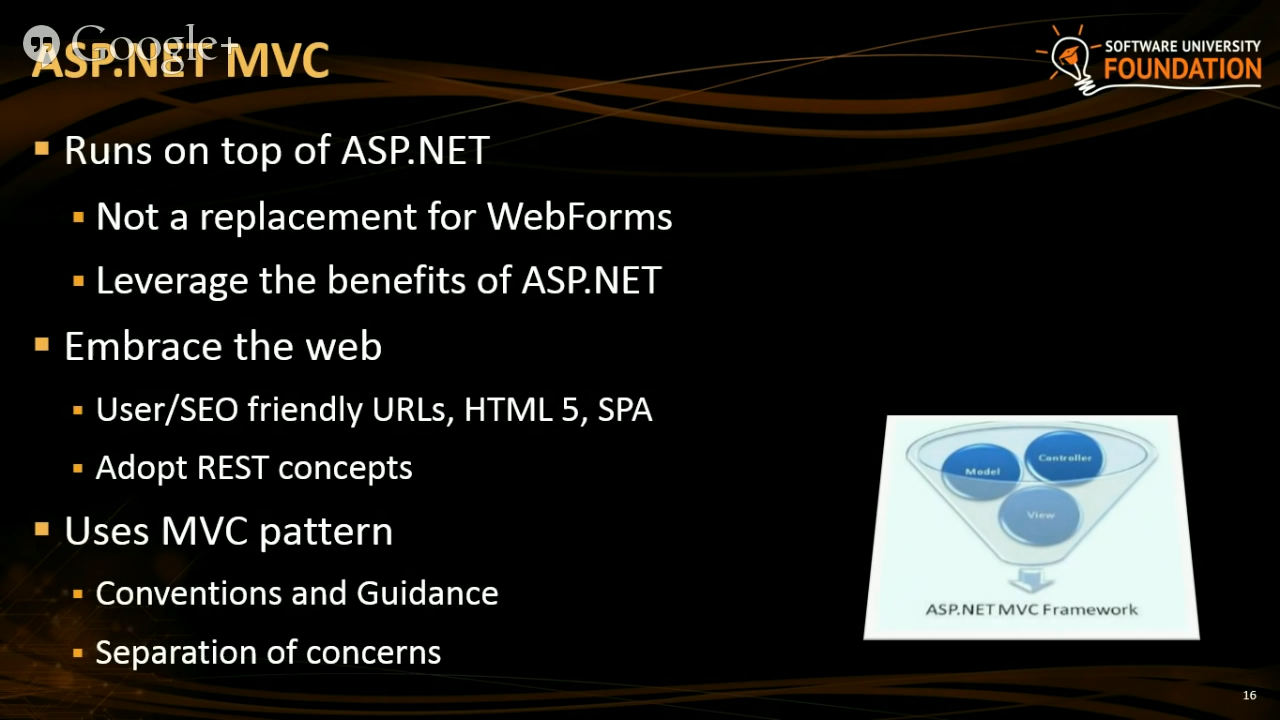 Google+
ASP.NET MVC
SOFTWARE UNIVERSITY
FOUNDATION
Runs on top of ASP.NET
Not a replacement for WebForms
Leverage the benefits of ASP.NET
Embrace the web
User/SEO friendly URLs, HTML 5, SPA
Adopt REST concepts
Uses MVC pattern
Conventions and Guidance
Separation of concerns
Model
Controller
View
ASP.NET MVC Framework
16